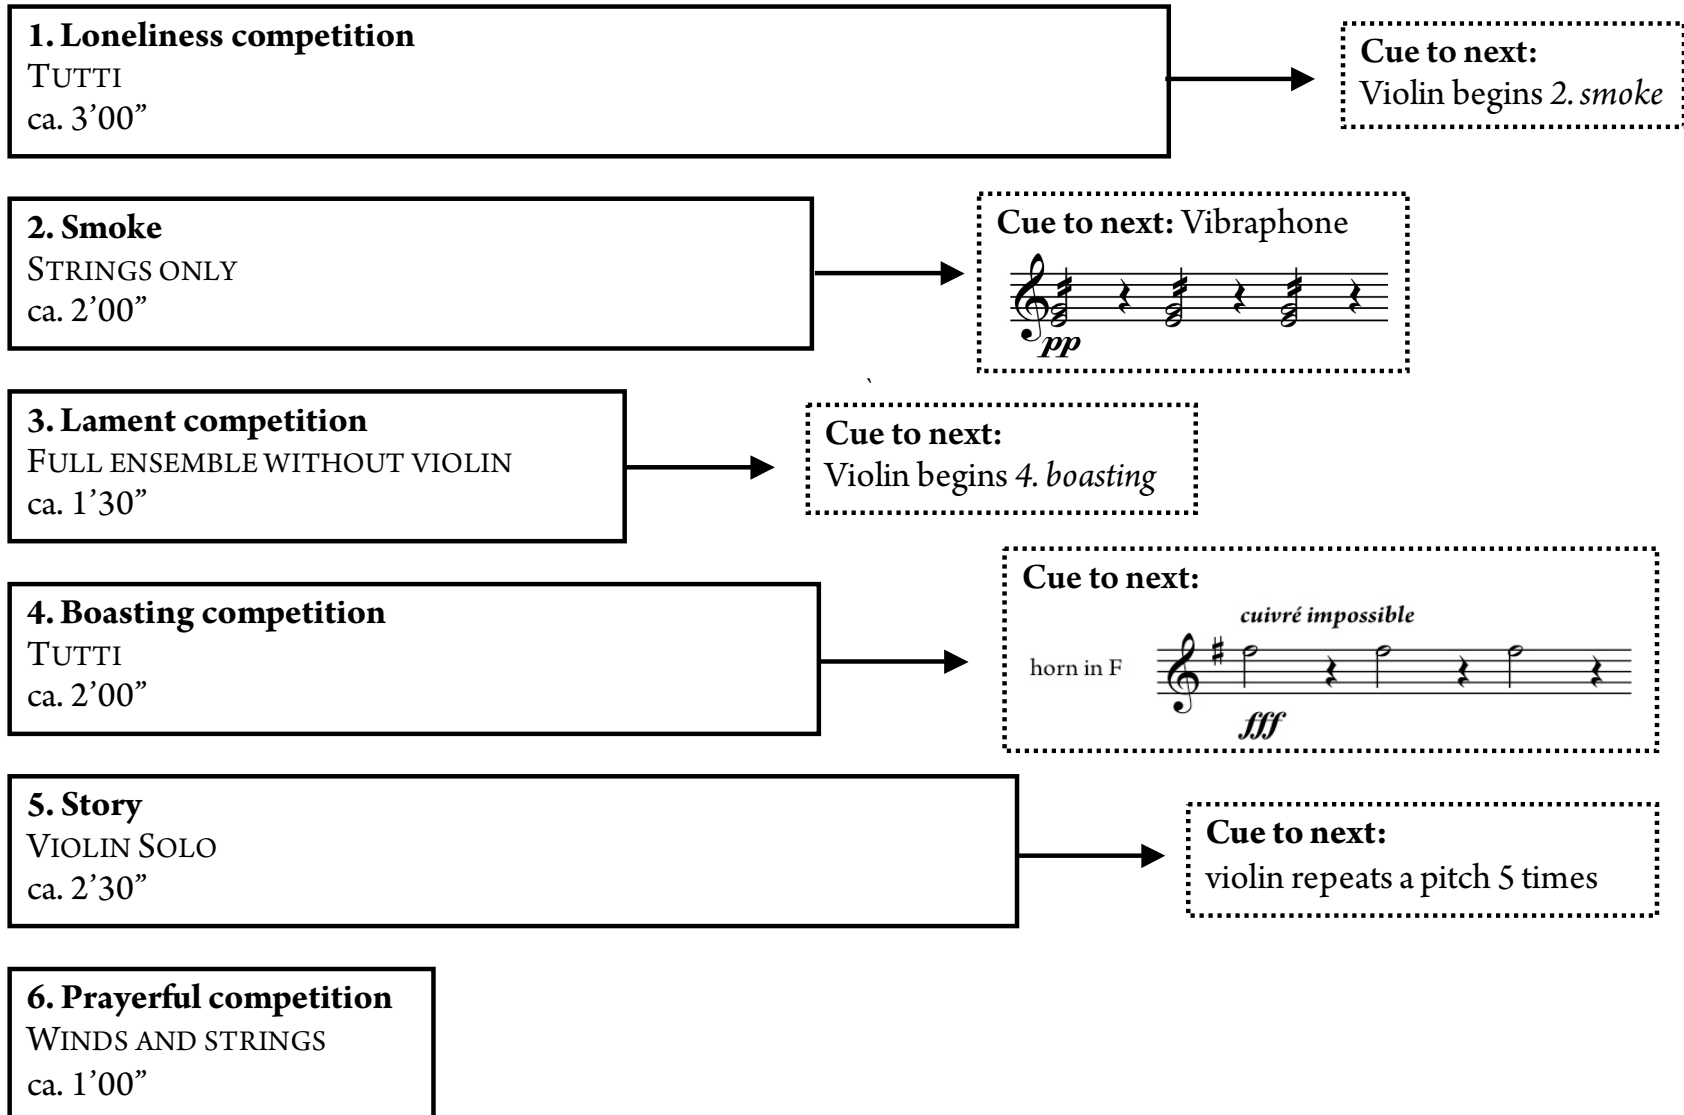 1. Loneliness competition
TUTTI
ca. 3’00”
Cue to next:
Violin begins 2. smoke
2. Smoke
STRINGS ONLY
ca. 2’00”
Cue to next: Vibraphone
pp
3. Lament competition
FULL ENSEMBLE WITHOUT VIOLIN
ca. 1’30”
Cue to next:
Violin begins 4. boasting
4. Boasting competition
TUTTI
ca. 2’00”
Cue to next:
cuivré impossible
horn in F
fff
5. Story
VIOLIN SOLO
ca. 2’30”
Cue to next:
violin repeats a pitch 5 times
6. Prayerful competition
WINDS AND STRINGS
ca. 1’00”